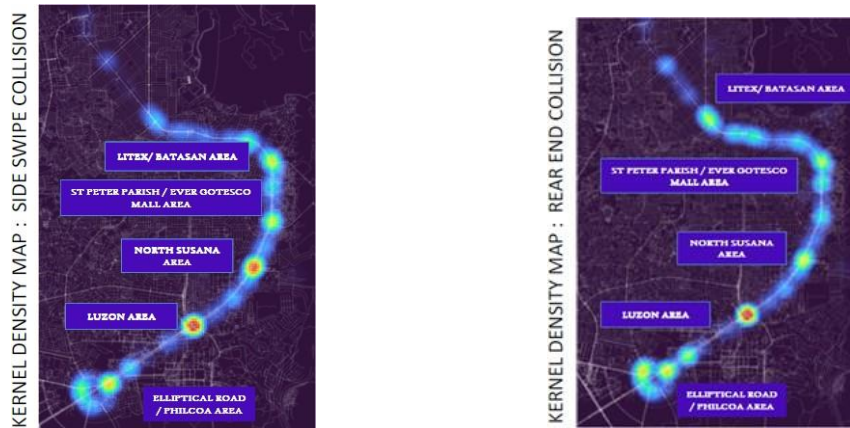 KERNEL DENSITY MAP : SIDE SWIPE COLLISION
LITEX/ BATASAN AREA
ST PETER PARISH / EVER GOTESCO
MALL AREA
NORTH SUSANA
AREA
LUZON AREA
ELLIPTICAL ROAD
/ PHILCOA AREA
KERNEL DENSITY MAP : REAR END COLLISION
LITEX/ BATASAN AREA
ST PETER PARISH / EVER GOTESCO
MALL AREA
NORTH SUSANA
AREA
LUZON AREA
ELLIPTICAL ROAD
/ PHILCOA AREA